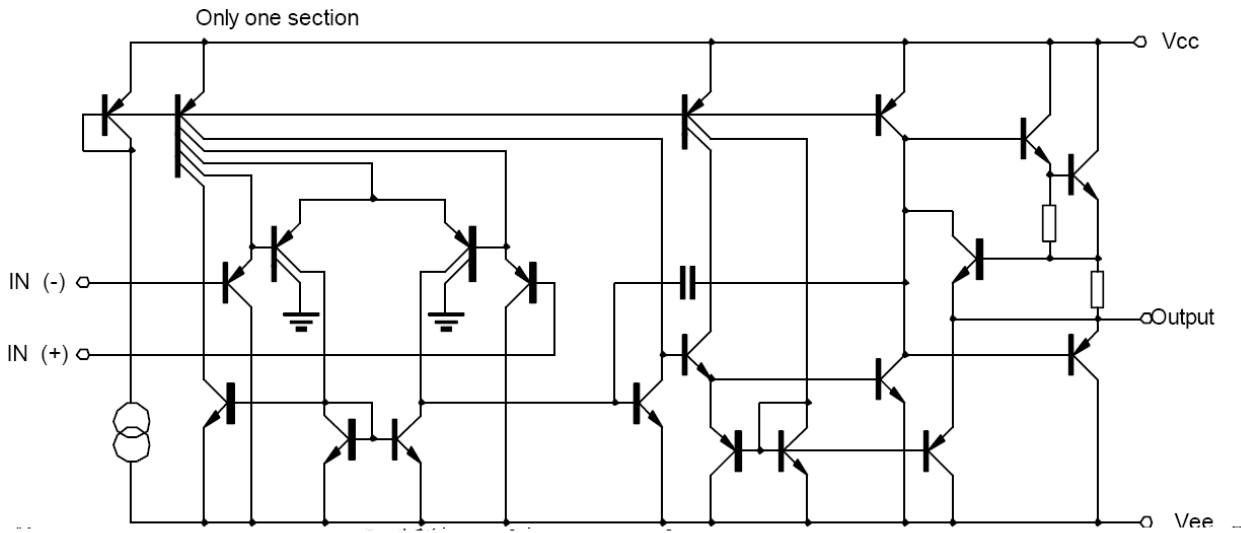 Only one section
Vcc
IN (-)
Output
IN (+)
Vee